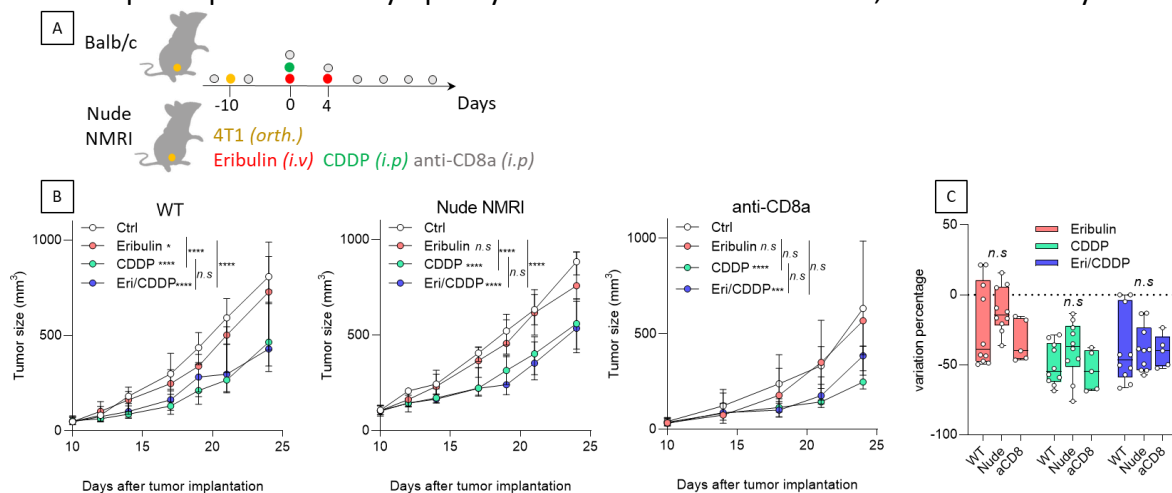 A
Balb/c
-10 0 4 Days
Nude
NMRI
4T1 (orth.)
Eribulin (i.v) CDDP (i.p) anti-CD8a (i.p)
B
WT
Ctrl
Eribulin *
CDDP ****
Eri/CDDP****
****
n.s
****
Tumor size (mm³)
1000
500
0
10 15 20 25
Days after tumor implantation
Nude NMRI
Ctrl
Eribulin n.s
CDDP ****
Eri/CDDP****
****
n.s
****
Tumor size (mm³)
1000
500
0
10 15 20 25
Days after tumor implantation
anti-CD8a
Ctrl
Eribulin n.s
CDDP ****
Eri/CDDP***
n.s
n.s
n.s
Tumor size (mm³)
1000
500
0
10 15 20 25
Days after tumor implantation
C
Eribulin
CDDP
Eri/CDDP
variation percentage
50
0
-50
-100
n.s
n.s
n.s
WT Nude aCD8 WT Nude aCD8 WT Nude aCD8